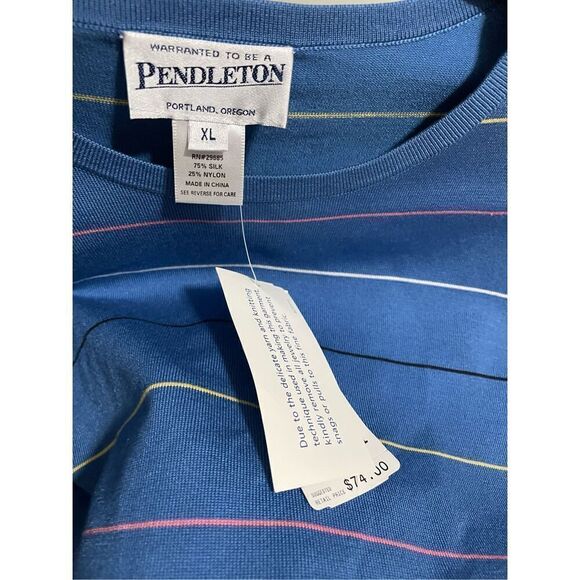 WARRANTED TO BE A
PENDLETON
PORTLAND, OREGON
XL
RN#29685
75% SILK
25% NYLON
MADE IN CHINA
SEE REVERSE FOR CARE
Due to the delicate yarn and knitting
technique used in making this garment,
kindly remove all jewelry to prevent
snags or pulls to this fine fabric
SUGGESTED
RETAIL PRICE $74.00